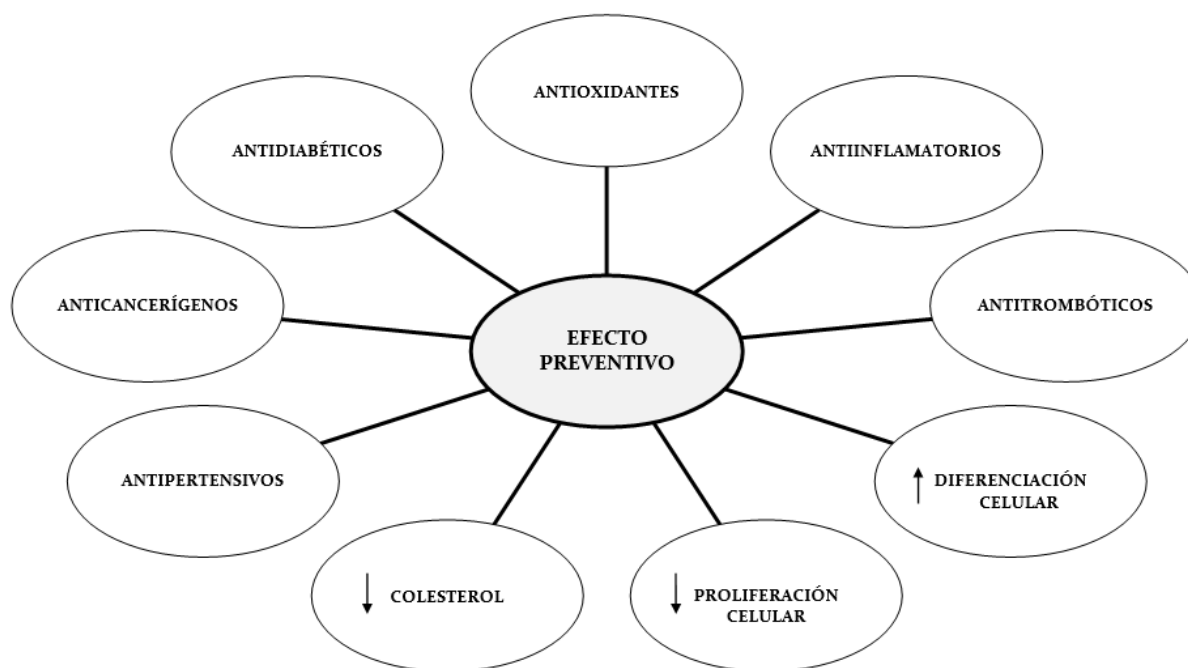 ANTIOXIDANTES
ANTIDIABÉTICOS
ANTIINFLAMATORIOS
ANTICANCERÍGENOS
ANTITROMBÓTICOS
EFECTO
PREVENTIVO
ANTIPERTENSIVOS
↑ DIFERENCIACIÓN
CELULAR
↓ COLESTEROL
↓ PROLIFERACIÓN
CELULAR